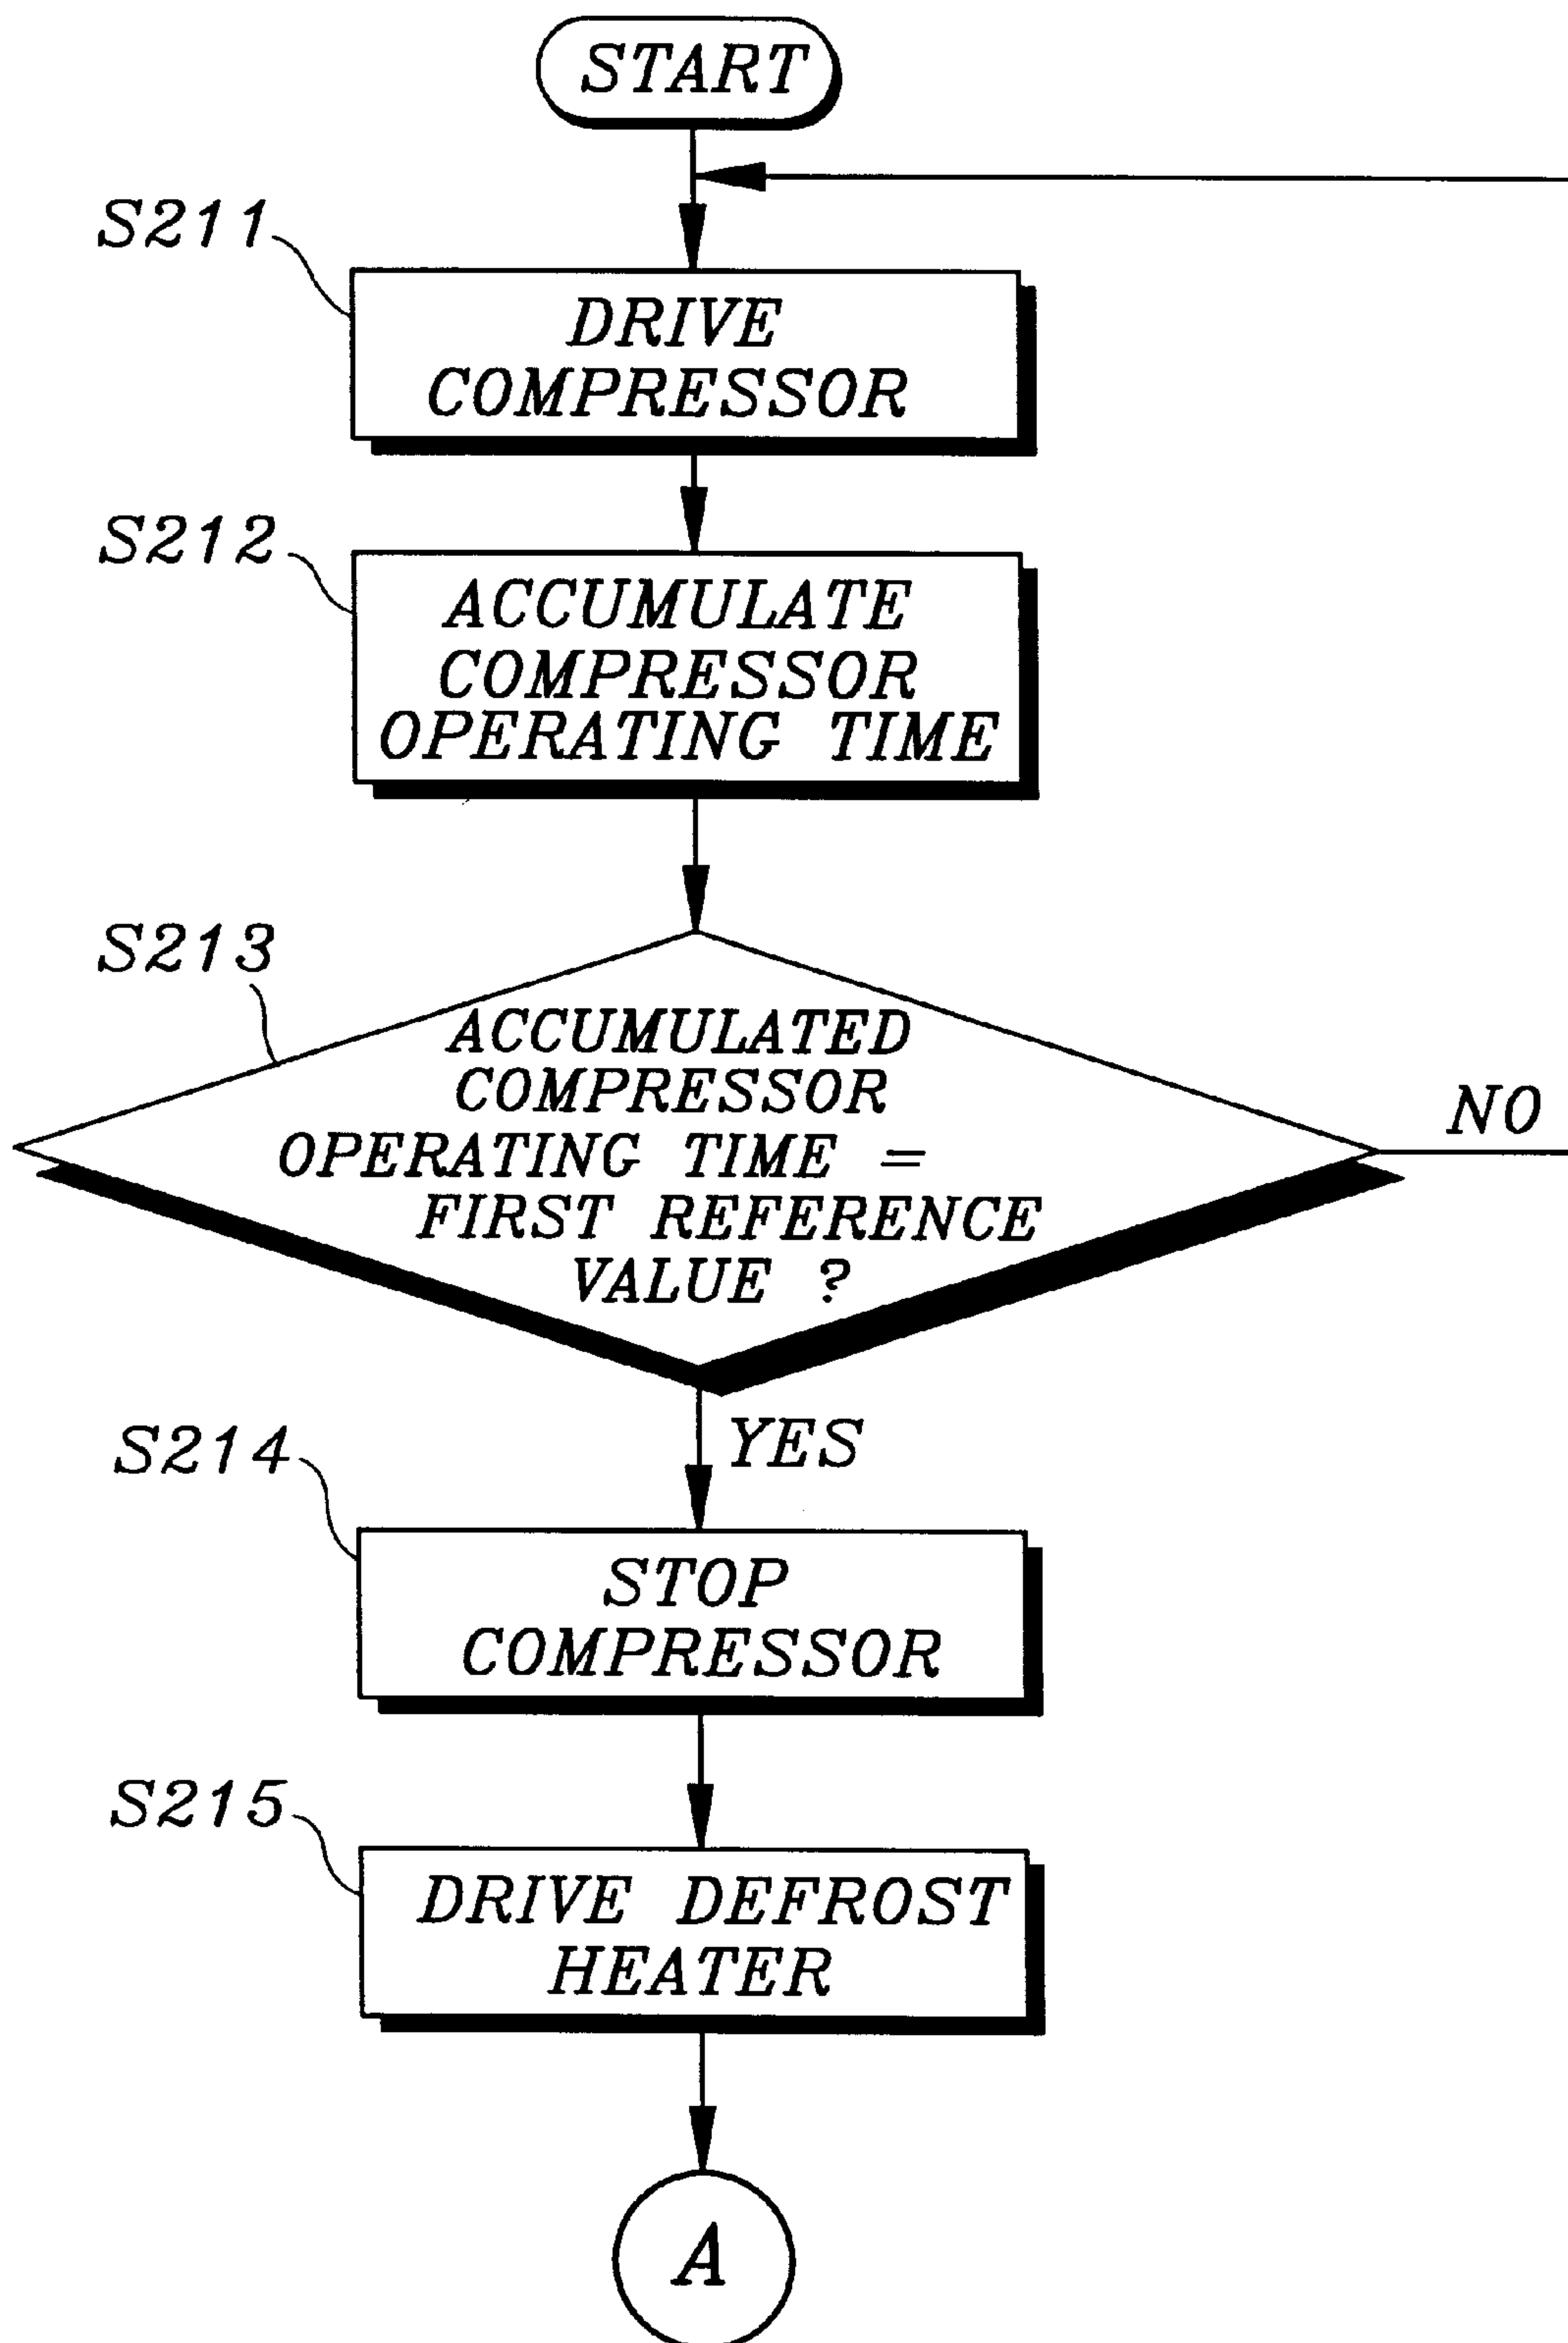 START
S211
DRIVE
COMPRESSOR
S212
ACCUMULATE
COMPRESSOR
OPERATING TIME
S213
ACCUMULATED
COMPRESSOR
OPERATING TIME =
FIRST REFERENCE
VALUE ?
NO
YES
S214
STOP
COMPRESSOR
S215
DRIVE DEFROST
HEATER
A